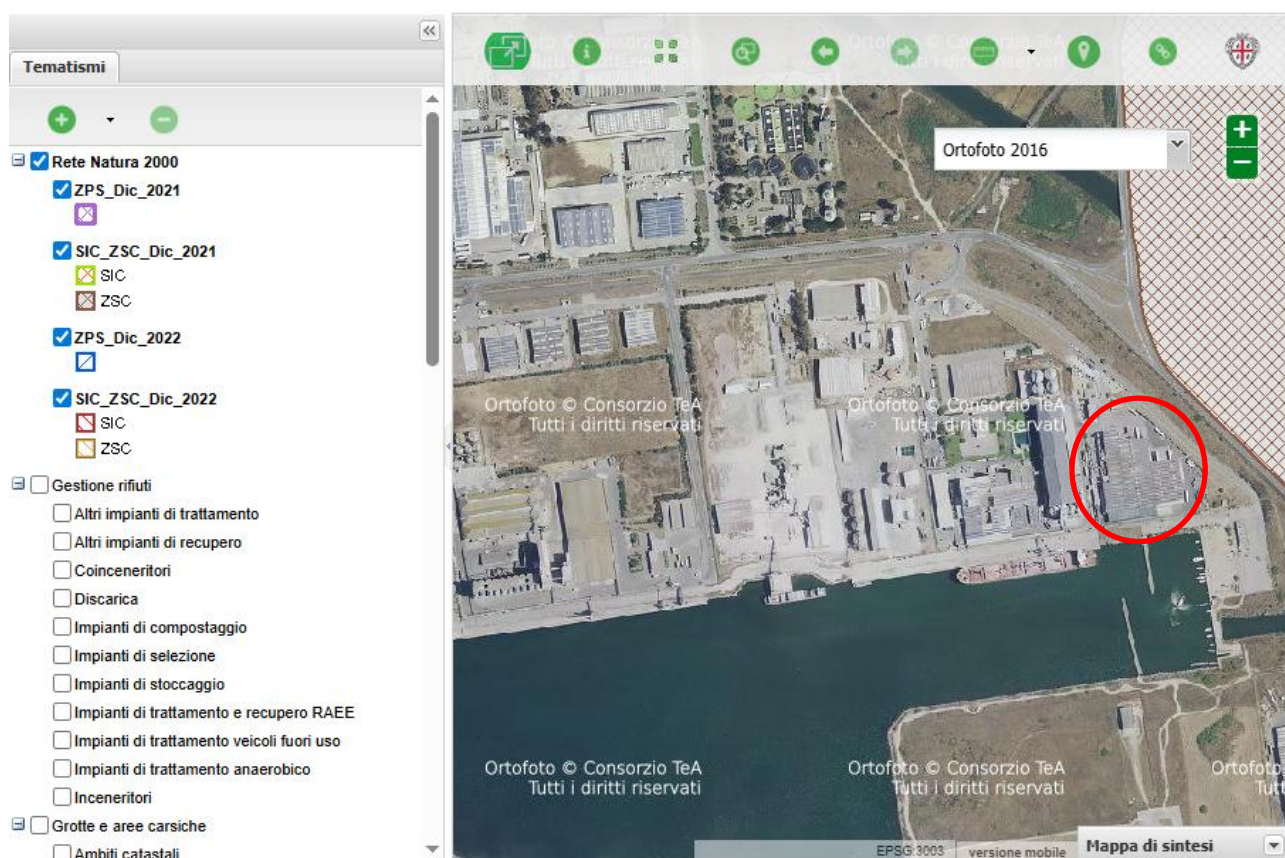 Tematismi
Rete Natura 2000
ZPS_Dic_2021
SIC_ZSC_Dic_2021
SIC
ZSC
ZPS_Dic_2022
SIC_ZSC_Dic_2022
SIC
ZSC
Gestione rifiuti
Altri impianti di trattamento
Altri impianti di recupero
Coinceneritori
Discarica
Impianti di compostaggio
Impianti di selezione
Impianti di stoccaggio
Impianti di trattamento e recupero RAEE
Impianti di trattamento veicoli fuori uso
Impianti di trattamento anaerobico
Inceneritori
Grotte e aree carsiche
Ambiti catastali
Ortofoto 2016
Ortofoto © Consorzio TeA
Tutti i diritti riservati
Ortofoto © Consorzio TeA
Tutti i diritti riservati
Ortofoto © Consorzio TeA
Tutti i diritti riservati
Ortofoto © Consorzio TeA
Tutti i diritti riservati
Ortofoto
Tutt
EPSG:3003
versione mobile
Mappa di sintesi